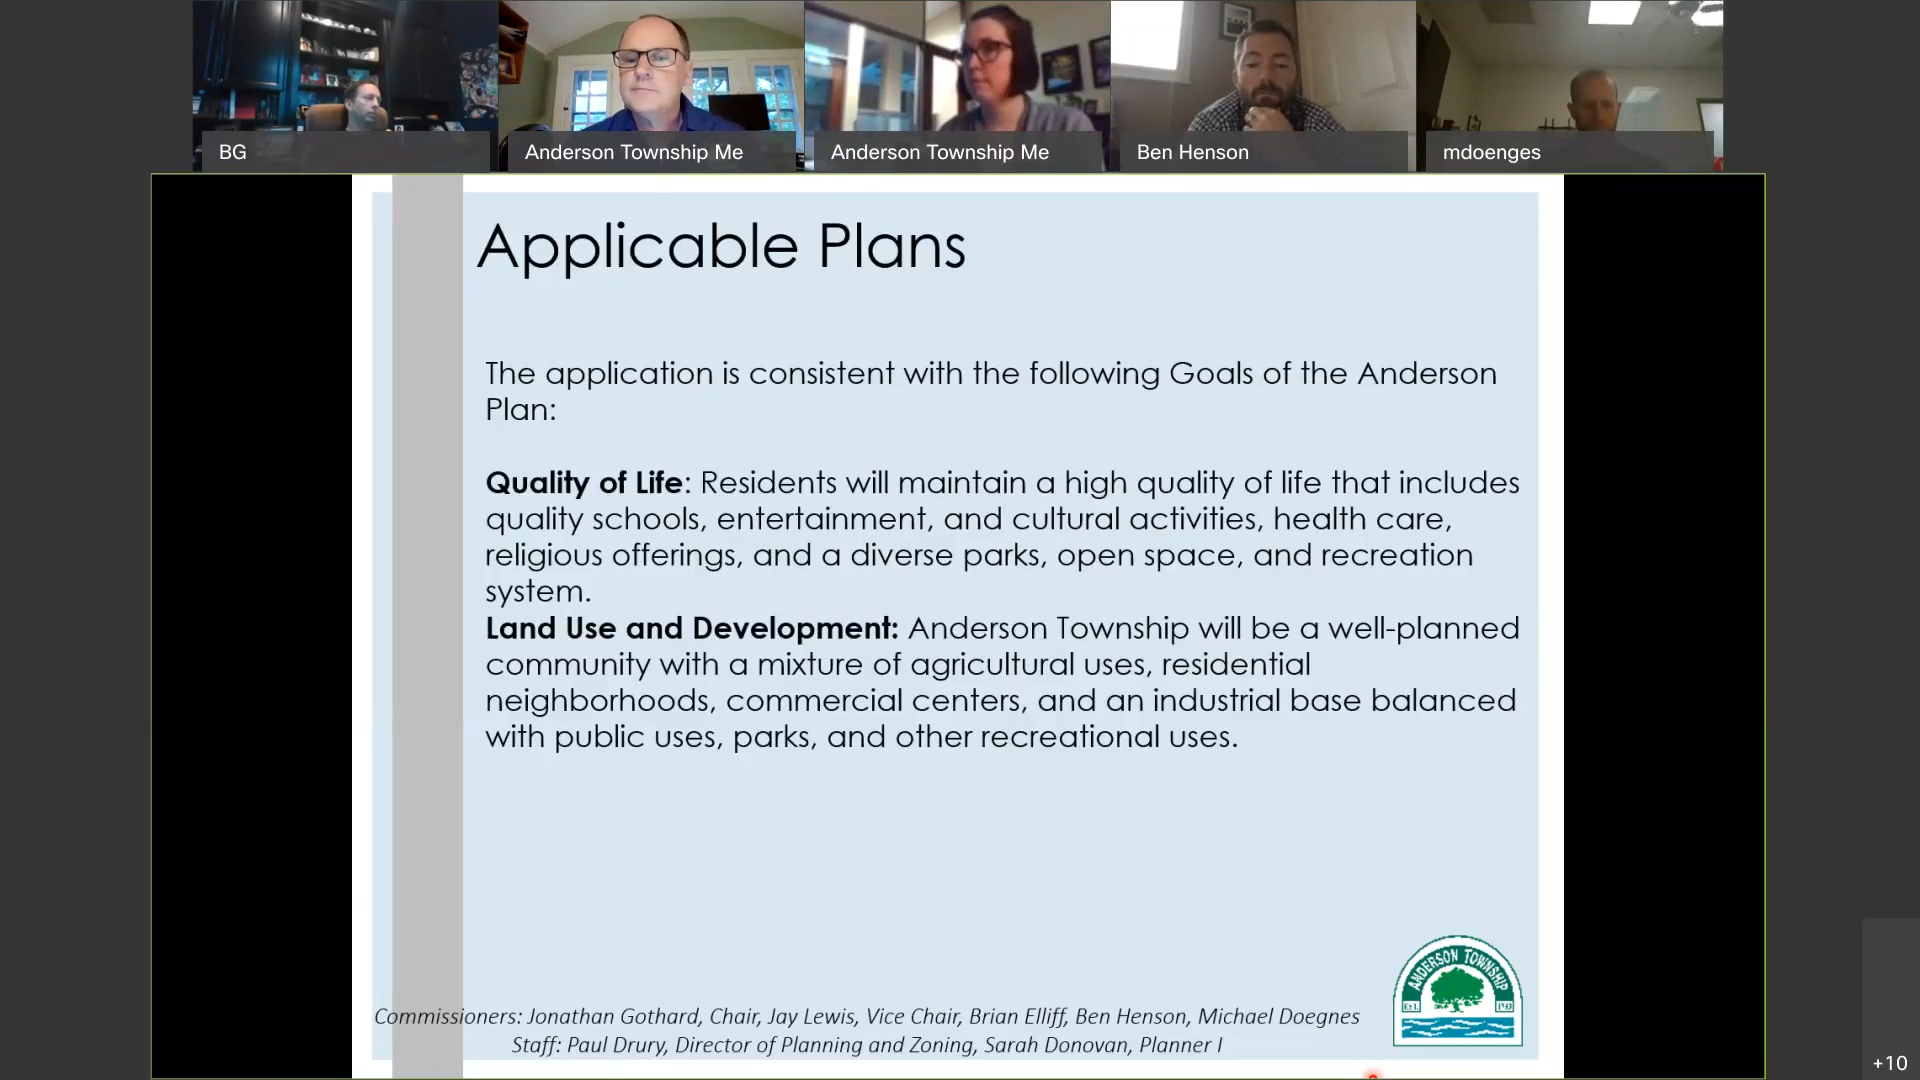 BG
Anderson Township Me
Anderson Township Me
Ben Henson
mdoenges
Applicable Plans
The application is consistent with the following Goals of the Anderson
Plan:
Quality of Life: Residents will maintain a high quality of life that includes
quality schools, entertainment, and cultural activities, health care,
religious offerings, and a diverse parks, open space, and recreation
system.
Land Use and Development: Anderson Township will be a well-planned
community with a mixture of agricultural uses, residential
neighborhoods, commercial centers, and an industrial base balanced
with public uses, parks, and other recreational uses.
ANDERSON TOWNSHIP
Commissioners: Jonathan Gothard, Chair, Jay Lewis, Vice Chair, Brian Elliff, Ben Henson, Michael Doegnes
Staff: Paul Drury, Director of Planning and Zoning, Sarah Donovan, Planner I
+10